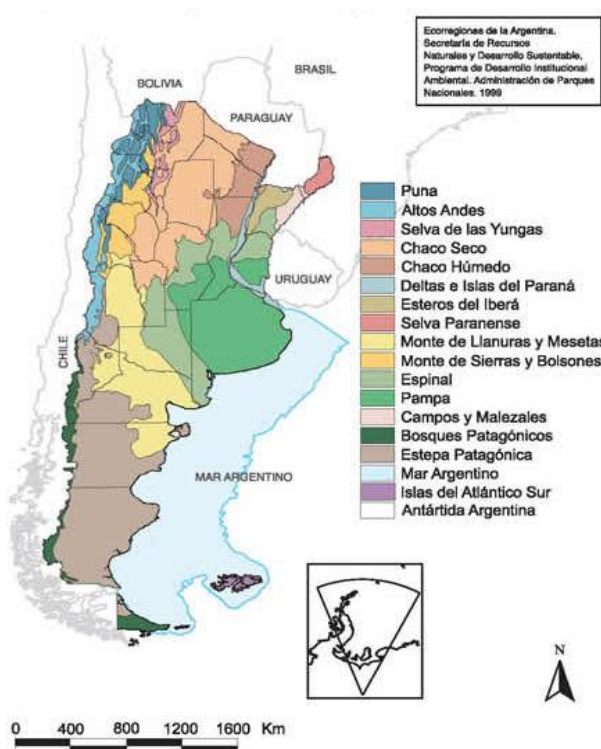 Ecorregiones de la Argentina.
Secretaría de Recursos
Naturales y Desarrollo Sustentable,
Programa de Desarrollo Institucional
Ambiental. Administración de Parques
Nacionales. 1999
BRASIL
BOLIVIA
PARAGUAY
URUGUAY
CHILE
MAR ARGENTINO
Puna
Altos Andes
Selva de las Yungas
Chaco Seco
Chaco Húmedo
Deltas e Islas del Paraná
Esteros del Iberá
Selva Paranense
Monte de Llanuras y Mesetas
Monte de Sierras y Bolsones
Espinal
Pampa
Campos y Malezales
Bosques Patagónicos
Estepa Patagónica
Mar Argentino
Islas del Atlántico Sur
Antártida Argentina
N
0 400 800 1200 1600 Km